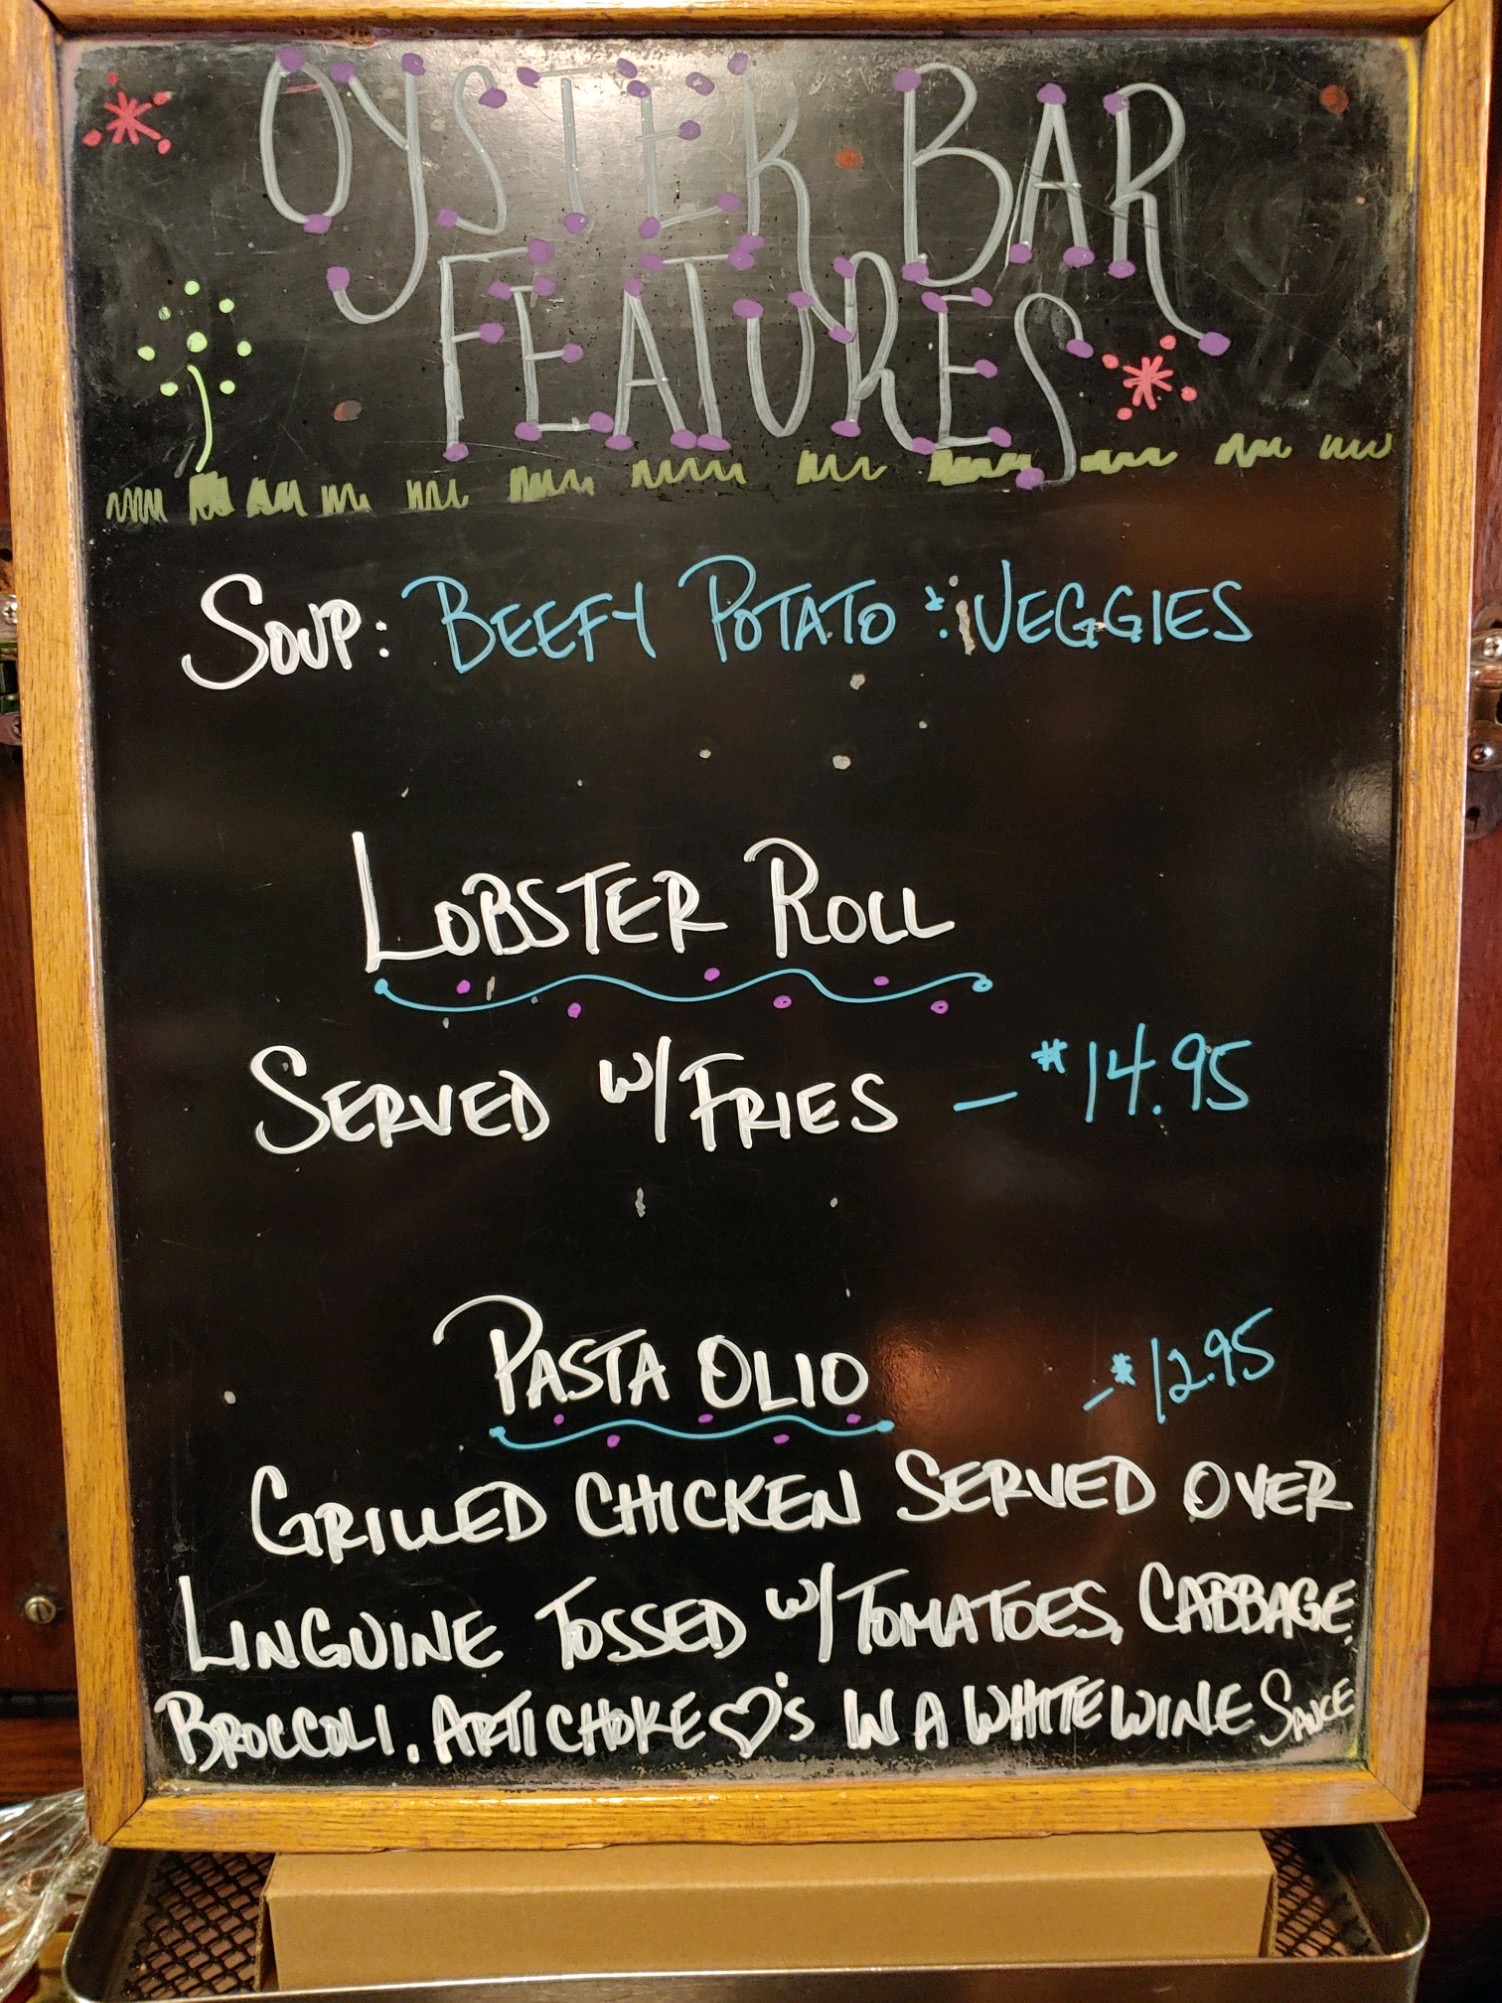 OYSTER BAR
FEATURES
SOUP: BEEFY POTATO & VEGGIES
LOBSTER ROLL
SERVED W/ FRIES - $14.95
PASTA OLIO - $12.95
GRILLED CHICKEN SERVED OVER
LINGUINE TOSSED W/ TOMATOES, CABBAGE,
BROCCOLI, ARTICHOKE ♡'S IN A WHITE WINE SAUCE